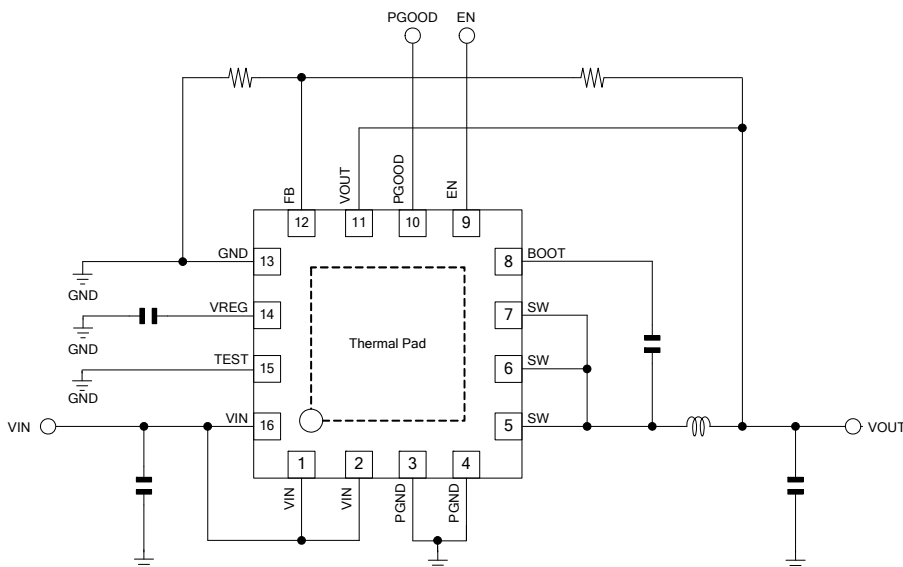 PGOOD
EN
FB
VOUT
PGOOD
EN
12
11
10
9
GND
13
8
BOOT
GND
VREG
14
7
SW
Thermal Pad
GND
TEST
15
6
SW
GND
VIN
VIN
16
5
SW
VOUT
1
2
3
4
VIN
VIN
PGND
PGND